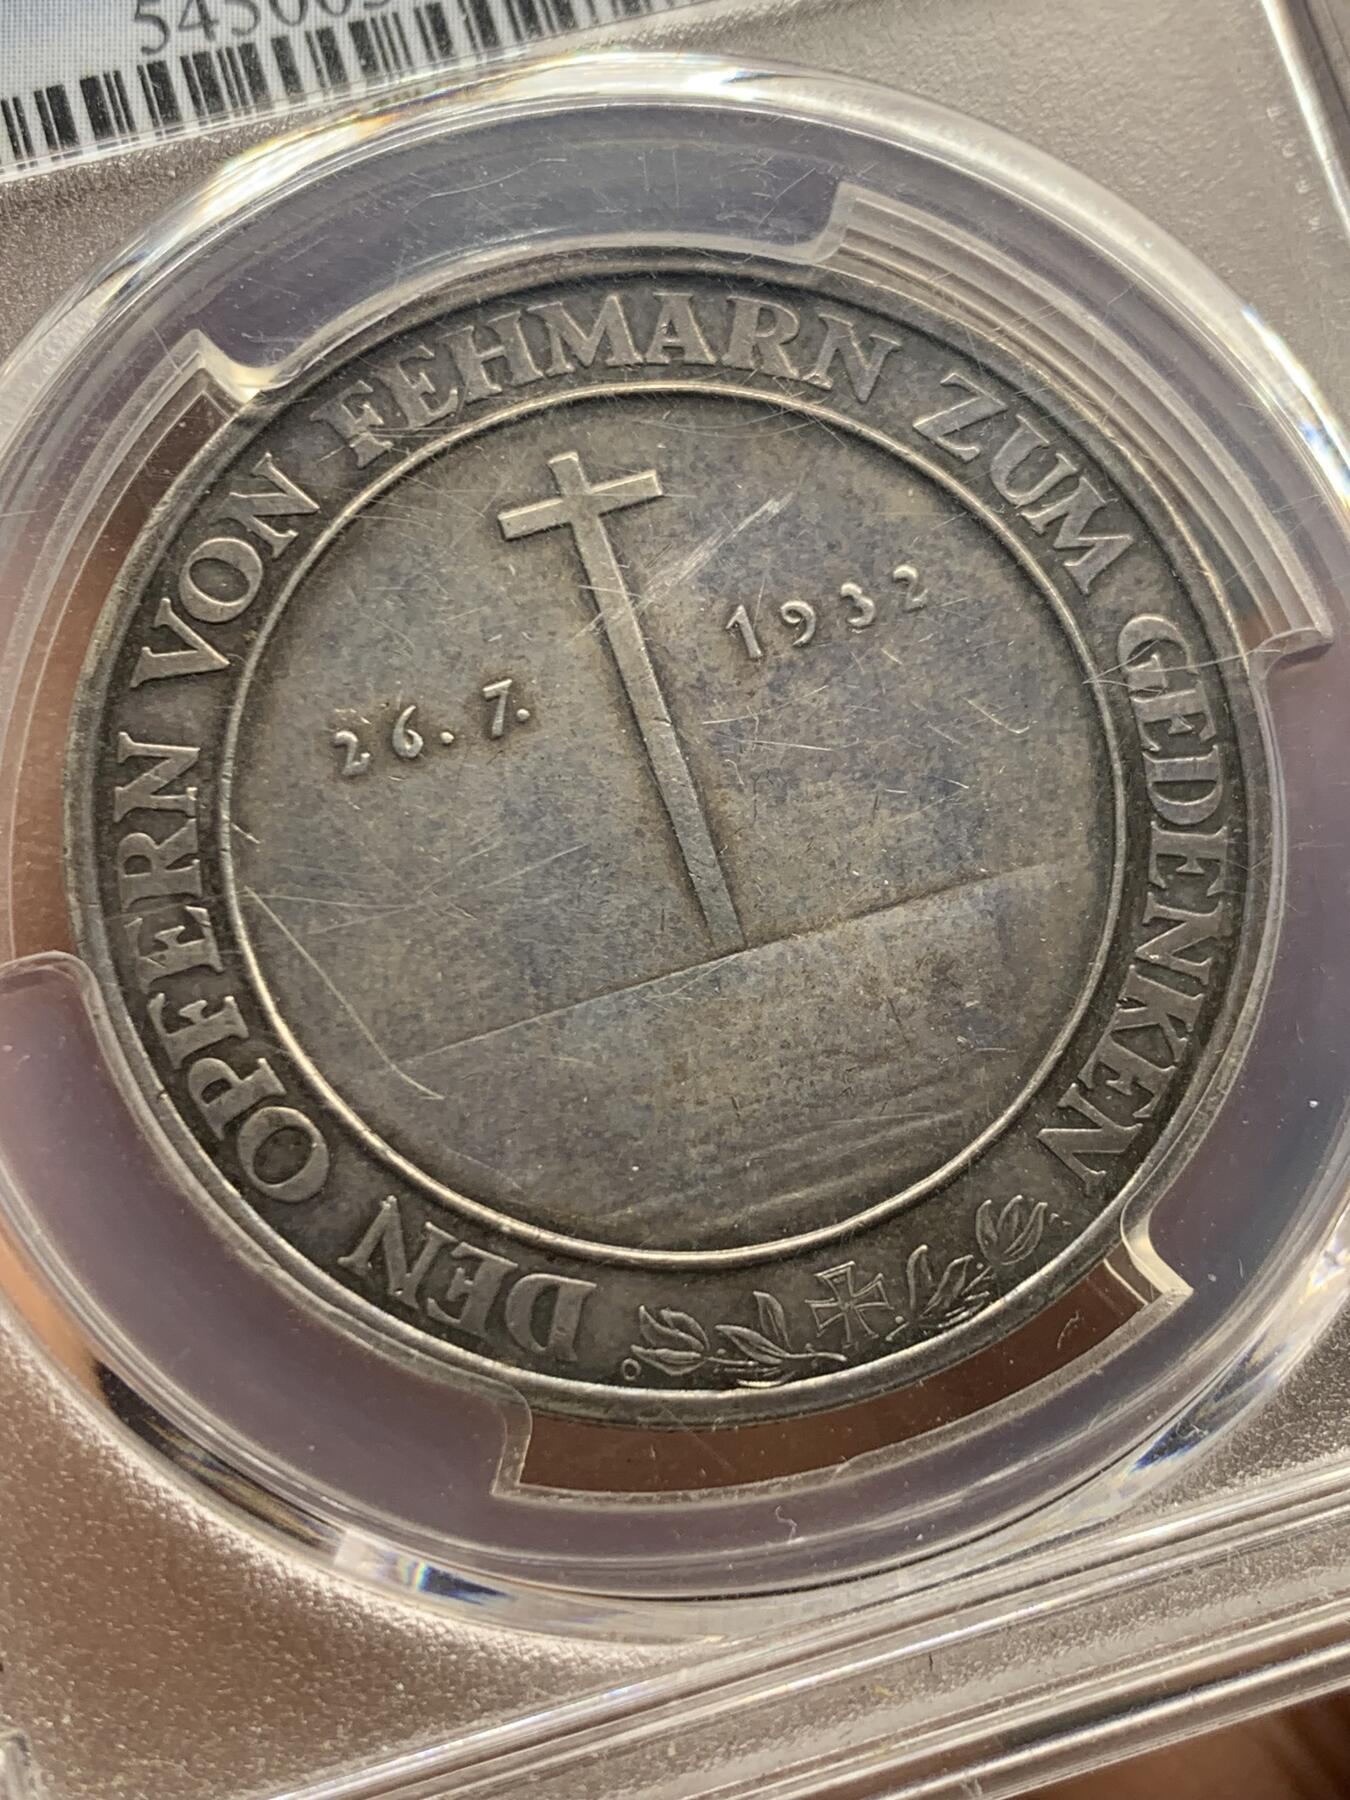 DEN OPFERN VON FEHMARN ZUM GEDENKEN
26. 7. 1932